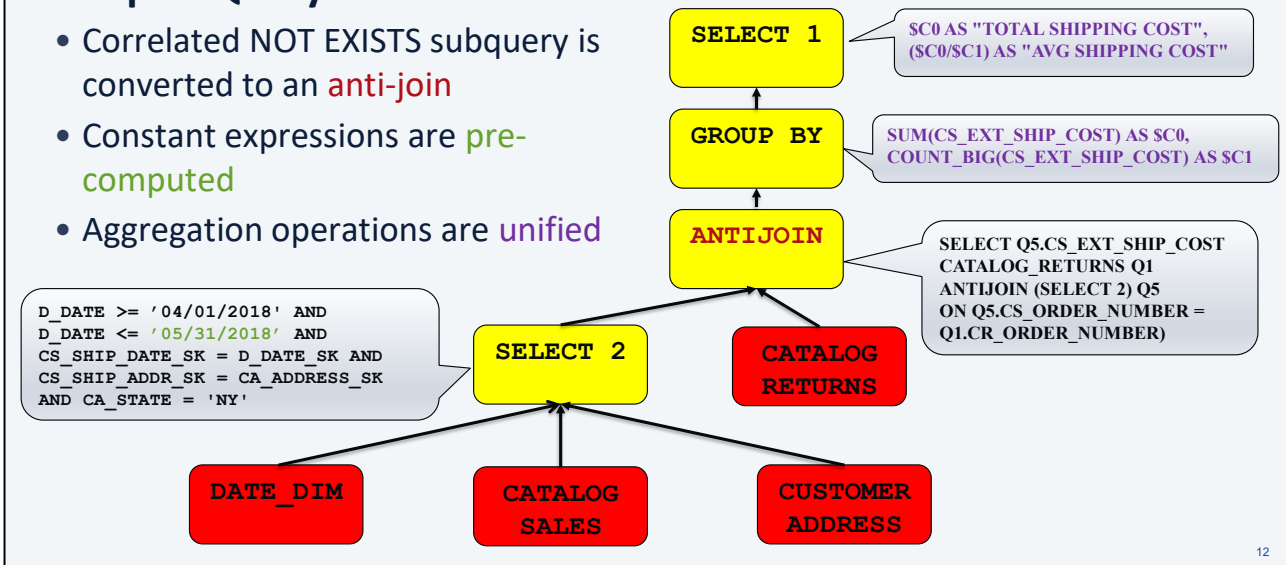 • Correlated NOT EXISTS subquery is
converted to an anti-join
• Constant expressions are pre-
computed
• Aggregation operations are unified
SELECT 1
$C0 AS "TOTAL SHIPPING COST",
($C0/$C1) AS "AVG SHIPPING COST"
GROUP BY
SUM(CS_EXT_SHIP_COST) AS $C0,
COUNT_BIG(CS_EXT_SHIP_COST) AS $C1
ANTIJOIN
SELECT Q5.CS_EXT_SHIP_COST
CATALOG_RETURNS Q1
ANTIJOIN (SELECT 2) Q5
ON Q5.CS_ORDER_NUMBER =
Q1.CR_ORDER_NUMBER)
D_DATE >= ’04/01/2018' AND
D_DATE <= ’05/31/2018’ AND
CS_SHIP_DATE_SK = D_DATE_SK AND
CS_SHIP_ADDR_SK = CA_ADDRESS_SK
AND CA_STATE = 'NY'
SELECT 2
CATALOG
RETURNS
DATE_DIM
CATALOG
SALES
CUSTOMER
ADDRESS
12